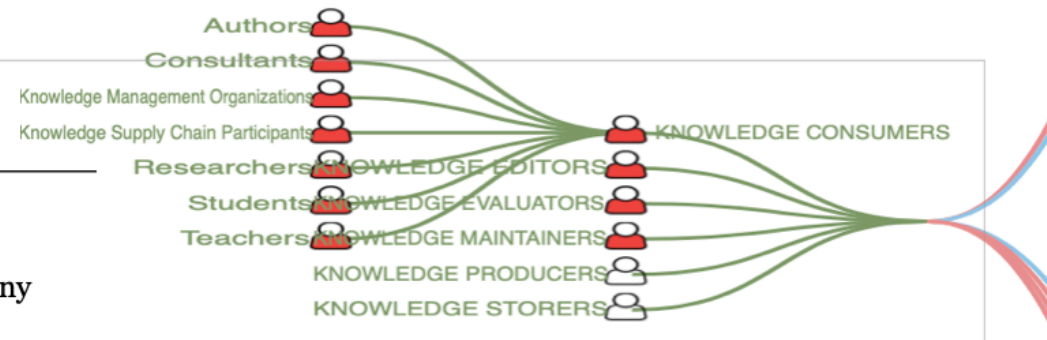 Authors
Consultants
Knowledge Management Organizations
Knowledge Supply Chain Participants
KNOWLEDGE CONSUMERS
Researchers
KNOWLEDGE EDITORS
Students
KNOWLEDGE EVALUATORS
Teachers
KNOWLEDGE MAINTAINERS
KNOWLEDGE PRODUCERS
ny
KNOWLEDGE STORERS